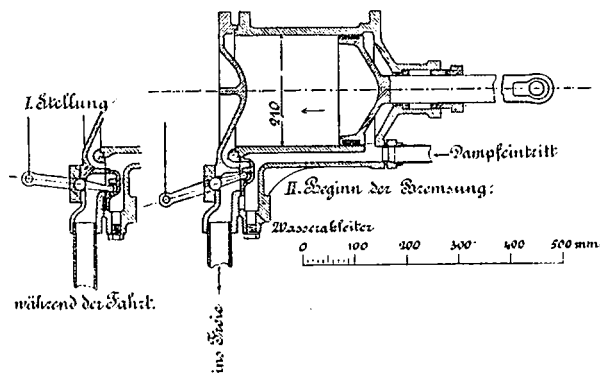 I. Stellung
210
Dampfeintritt
II. Beginn der Bremsung:
Wasserableiter
0 100 200 300 400 500 mm
während der Fahrt.
ins Freie